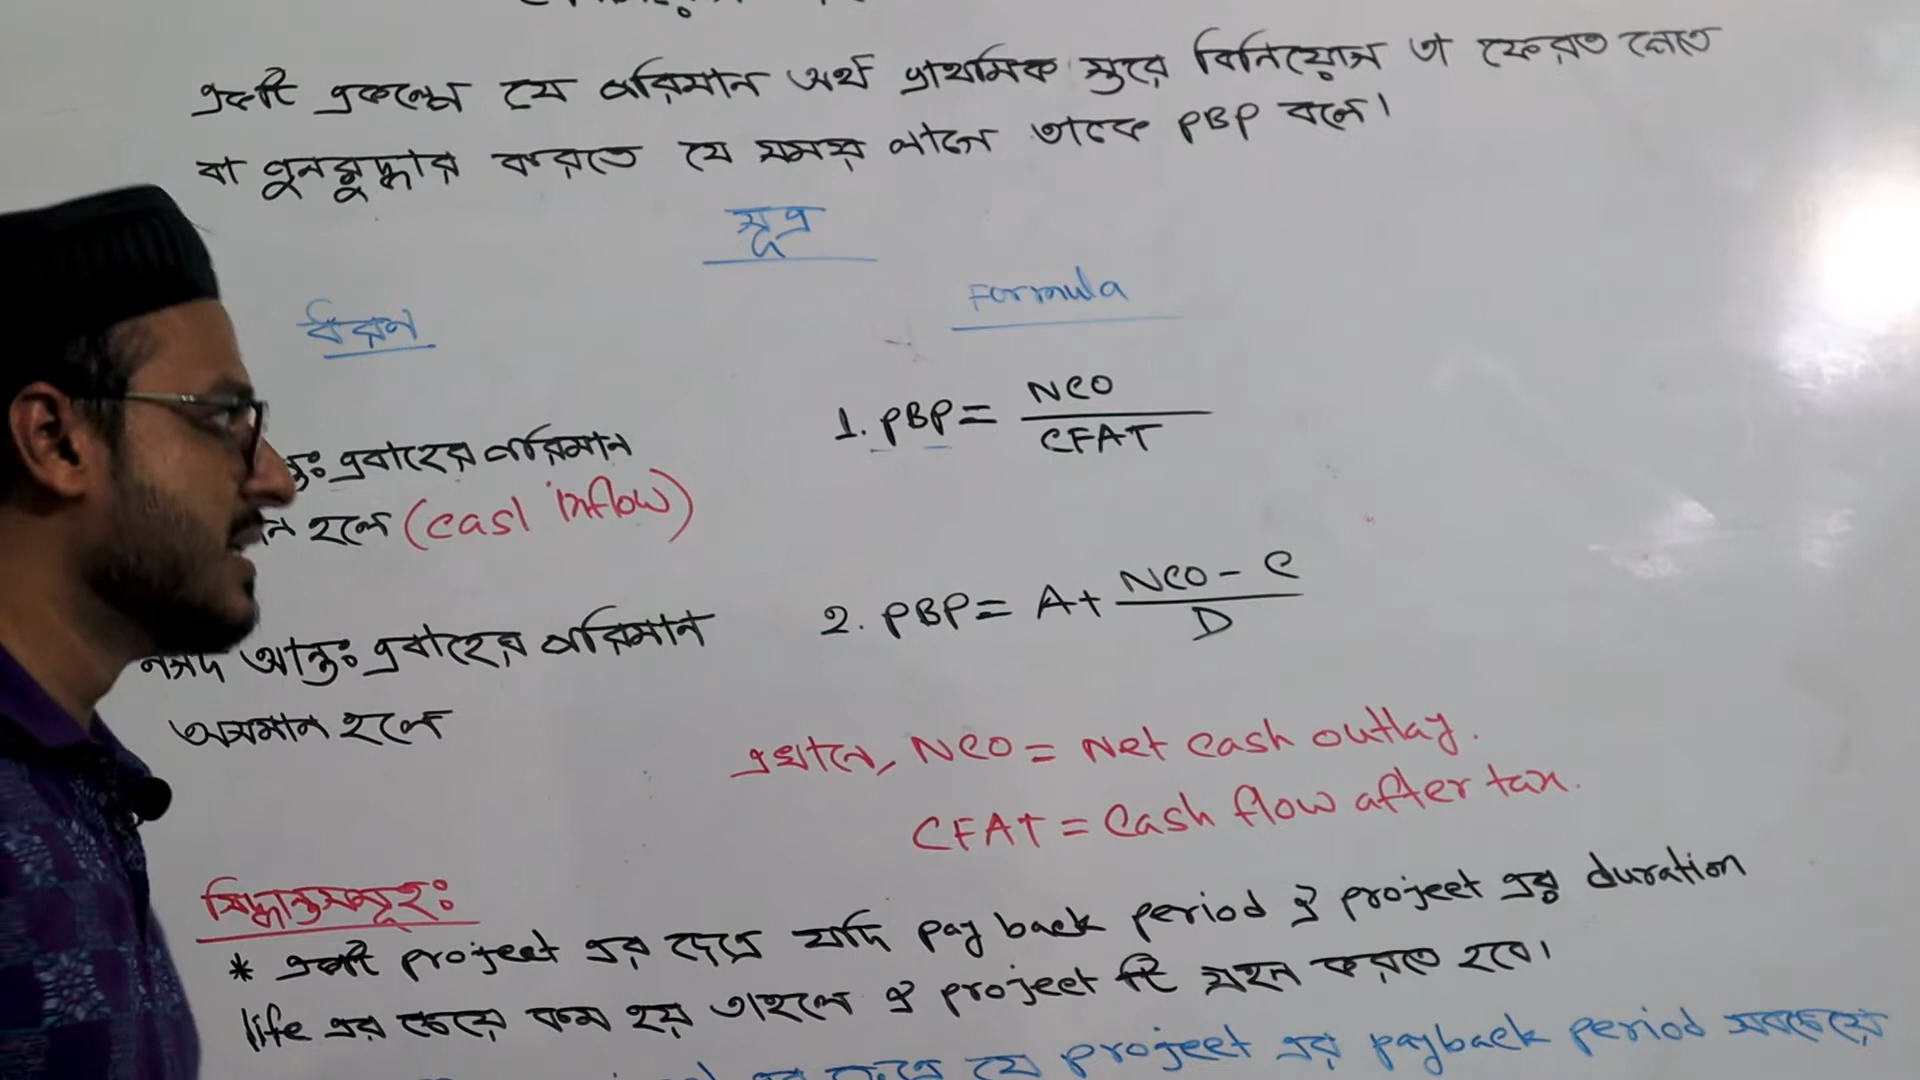 একটি প্রকল্পে যে পরিমান অর্থ প্রাথমিক স্তরে বিনিয়োগ তা ফেরত পেতে
বা পুনরুদ্ধার করতে যে সময় লাগে তাকে PBP বলে।
সূত্র
Formula
1. PBP = NCO / CFAT
ন্তঃপ্রবাহের পরিমান
ন হলে (casl inflow)
2. PBP = A + NCO - C / D
নগদ আন্তঃপ্রবাহের পরিমান
অসমান হলে
এখানে, NCO = Net cash outlay.
CFAT = Cash flow after tax.
সিদ্ধান্তসমূহঃ
* একটি project এর ক্ষেত্রে যদি pay back period ঐ project এর duration
life এর চেয়ে কম হয় তাহলে ঐ project টি গ্রহন করতে হবে।
যে project এর payback period সবচেয়ে